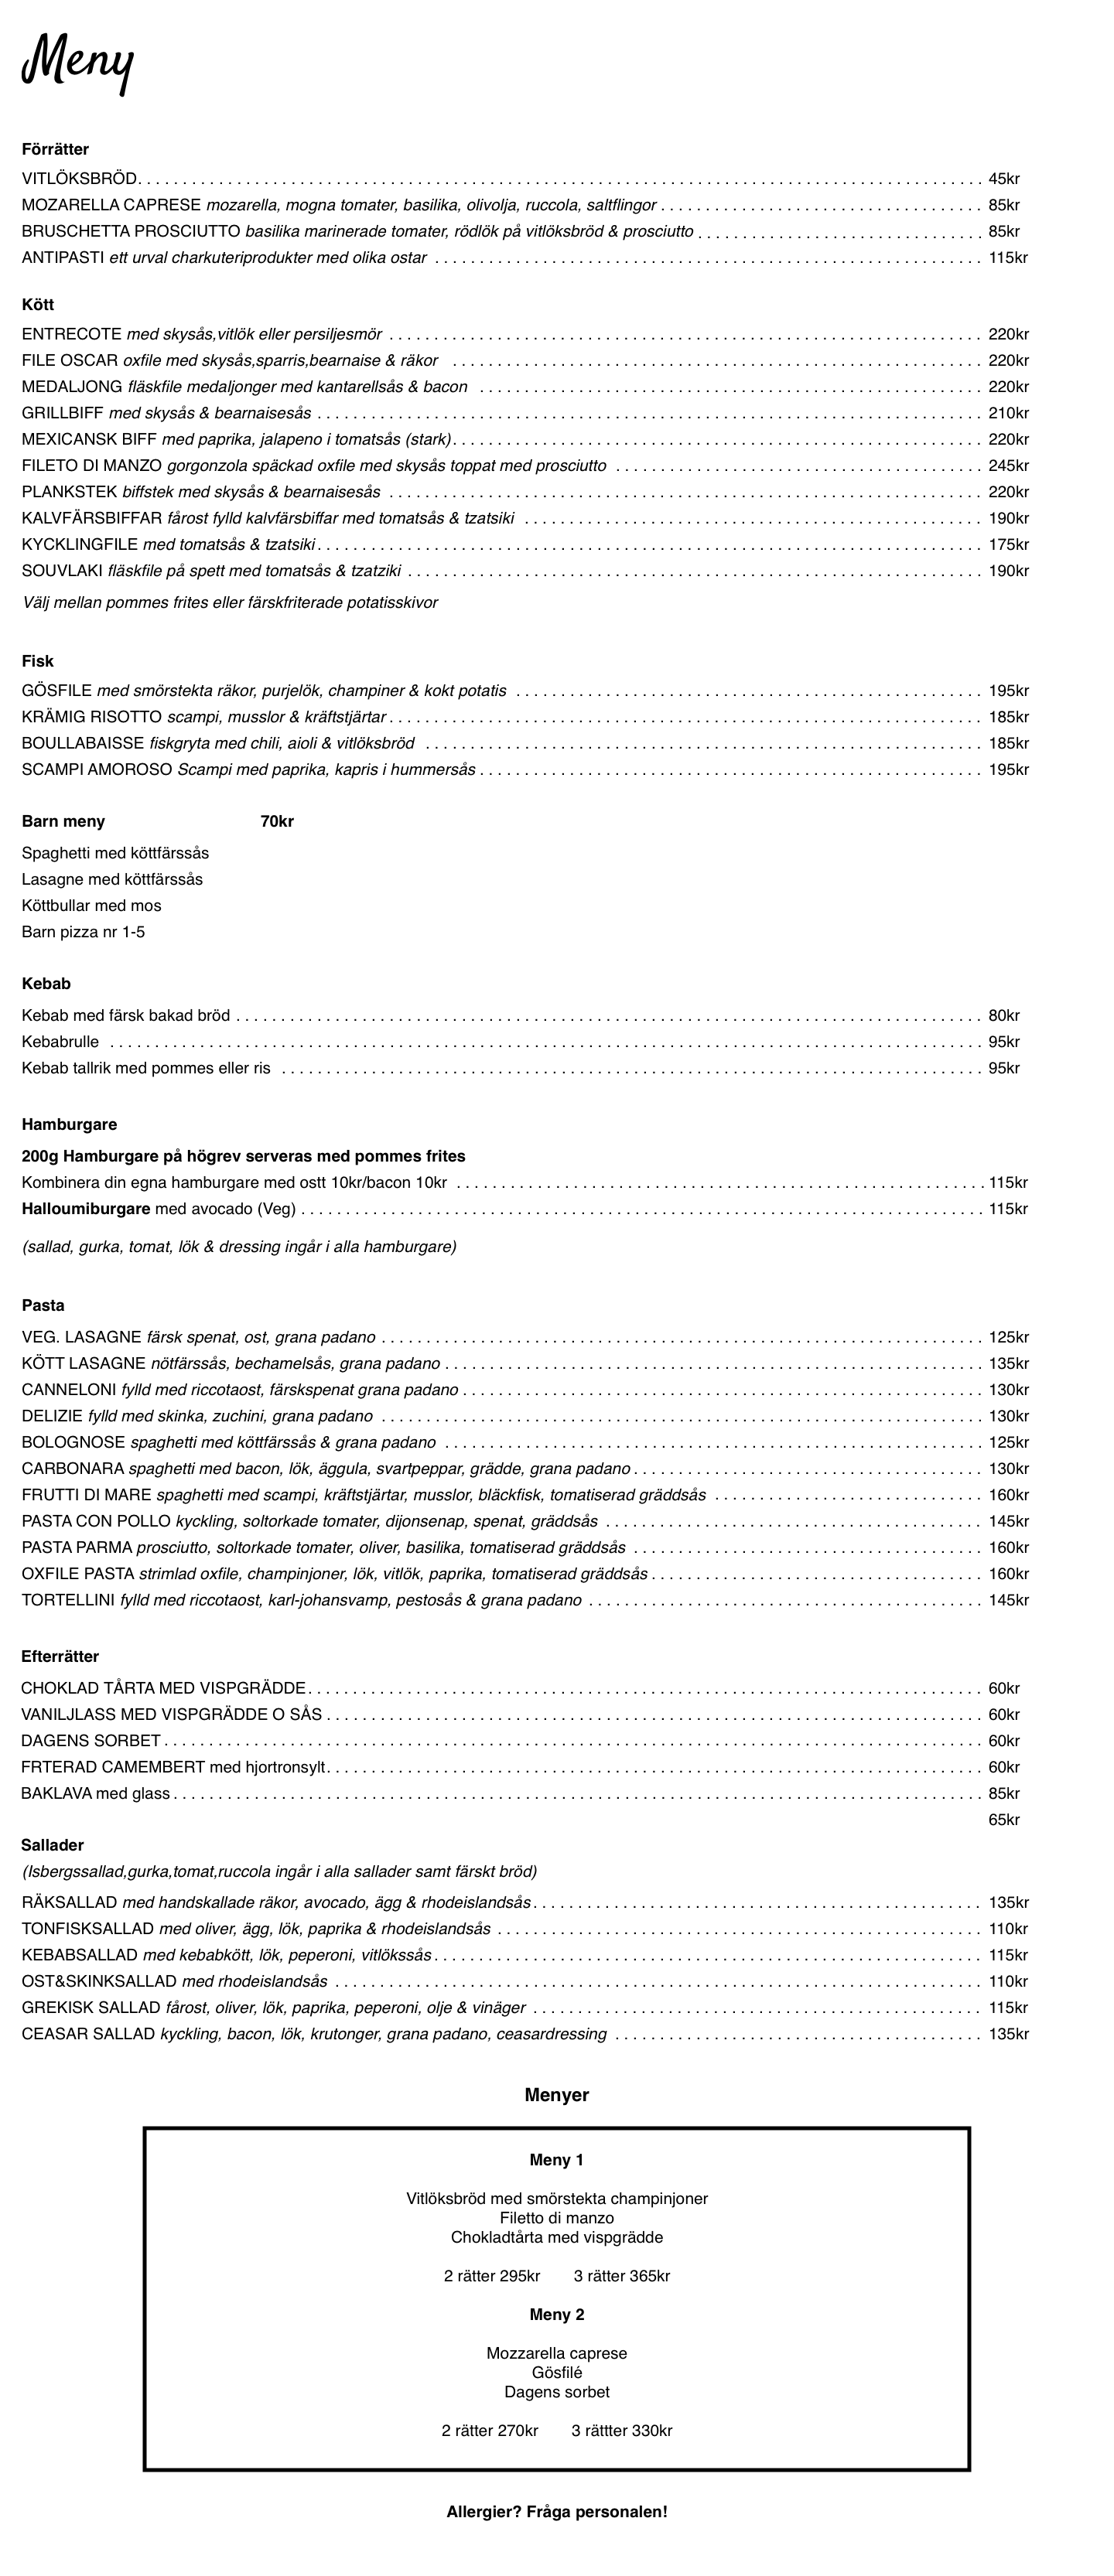 Meny
Förrätter
VITLÖKSBRÖD. . . . . . . . . . 45kr
MOZARELLA CAPRESE mozarella, mogna tomater, basilika, olivolja, ruccola, saltflingor . . . . . . . . . . 85kr
BRUSCHETTA PROSCIUTTO basilika marinerade tomater, rödlök på vitlöksbröd & prosciutto . . . . . . . . . . 85kr
ANTIPASTI ett urval charkuteriprodukter med olika ostar . . . . . . . . . . 115kr
Kött
ENTRECOTE med skysås,vitlök eller persiljesmör . . . . . . . . . . 220kr
FILE OSCAR oxfile med skysås,sparris,bearnaise & räkor . . . . . . . . . . 220kr
MEDALJONG fläskfile medaljonger med kantarellsås & bacon . . . . . . . . . . 220kr
GRILLBIFF med skysås & bearnaisesås . . . . . . . . . . 210kr
MEXICANSK BIFF med paprika, jalapeno i tomatsås (stark) . . . . . . . . . . 220kr
FILETO DI MANZO gorgonzola späckad oxfile med skysås toppat med prosciutto . . . . . . . . . . 245kr
PLANKSTEK biffstek med skysås & bearnaisesås . . . . . . . . . . 220kr
KALVFÄRSBIFFAR fårost fylld kalvfärsbiffar med tomatsås & tzatsiki . . . . . . . . . . 190kr
KYCKLINGFILE med tomatsås & tzatsiki . . . . . . . . . . 175kr
SOUVLAKI fläskfile på spett med tomatsås & tzatziki . . . . . . . . . . 190kr
Välj mellan pommes frites eller färskfriterade potatisskivor
Fisk
GÖSFILE med smörstekta räkor, purjelök, champiner & kokt potatis . . . . . . . . . . 195kr
KRÄMIG RISOTTO scampi, musslor & kräftstjärtar . . . . . . . . . . 185kr
BOULLABAISSE fiskgryta med chili, aioli & vitlöksbröd . . . . . . . . . . 185kr
SCAMPI AMOROSO Scampi med paprika, kapris i hummersås . . . . . . . . . . 195kr
Barn meny 70kr
Spaghetti med köttfärssås
Lasagne med köttfärssås
Köttbullar med mos
Barn pizza nr 1-5
Kebab
Kebab med färsk bakad bröd . . . . . . . . . . 80kr
Kebabrulle . . . . . . . . . . 95kr
Kebab tallrik med pommes eller ris . . . . . . . . . . 95kr
Hamburgare
200g Hamburgare på högrev serveras med pommes frites
Kombinera din egna hamburgare med ostt 10kr/bacon 10kr . . . . . . . . . . 115kr
Halloumiburgare med avocado (Veg) . . . . . . . . . . 115kr
(sallad, gurka, tomat, lök & dressing ingår i alla hamburgare)
Pasta
VEG. LASAGNE färsk spenat, ost, grana padano . . . . . . . . . . 125kr
KÖTT LASAGNE nötfärssås, bechamelsås, grana padano . . . . . . . . . . 135kr
CANNELONI fylld med riccotaost, färskspenat grana padano . . . . . . . . . . 130kr
DELIZIE fylld med skinka, zuchini, grana padano . . . . . . . . . . 130kr
BOLOGNOSE spaghetti med köttfärssås & grana padano . . . . . . . . . . 125kr
CARBONARA spaghetti med bacon, lök, äggula, svartpeppar, grädde, grana padano . . . . . . . . . . 130kr
FRUTTI DI MARE spaghetti med scampi, kräftstjärtar, musslor, bläckfisk, tomatiserad gräddsås . . . . . . . . . . 160kr
PASTA CON POLLO kyckling, soltorkade tomater, dijonsenap, spenat, gräddsås . . . . . . . . . . 145kr
PASTA PARMA prosciutto, soltorkade tomater, oliver, basilika, tomatiserad gräddsås . . . . . . . . . . 160kr
OXFILE PASTA strimlad oxfile, champinjoner, lök, vitlök, paprika, tomatiserad gräddsås . . . . . . . . . . 160kr
TORTELLINI fylld med riccotaost, karl-johansvamp, pestosås & grana padano . . . . . . . . . . 145kr
Efterrätter
CHOKLAD TÅRTA MED VISPGRÄDDE . . . . . . . . . . 60kr
VANILJLASS MED VISPGRÄDDE O SÅS . . . . . . . . . . 60kr
DAGENS SORBET . . . . . . . . . . 60kr
FRTERAD CAMEMBERT med hjortronsylt . . . . . . . . . . 60kr
BAKLAVA med glass . . . . . . . . . . 85kr
65kr
Sallader
(Isbergssallad,gurka,tomat,ruccola ingår i alla sallader samt färskt bröd)
RÄKSALLAD med handskallade räkor, avocado, ägg & rhodeislandsås . . . . . . . . . . 135kr
TONFISKSALLAD med oliver, ägg, lök, paprika & rhodeislandsås . . . . . . . . . . 110kr
KEBABSALLAD med kebabkött, lök, peperoni, vitlökssås . . . . . . . . . . 115kr
OST&SKINKSALLAD med rhodeislandsås . . . . . . . . . . 110kr
GREKISK SALLAD fårost, oliver, lök, paprika, peperoni, olje & vinäger . . . . . . . . . . 115kr
CEASAR SALLAD kyckling, bacon, lök, krutonger, grana padano, ceasardressing . . . . . . . . . . 135kr
Menyer
Meny 1
Vitlöksbröd med smörstekta champinjoner
Filetto di manzo
Chokladtårta med vispgrädde
2 rätter 295kr 3 rätter 365kr
Meny 2
Mozzarella caprese
Gösfilé
Dagens sorbet
2 rätter 270kr 3 rättter 330kr
Allergier? Fråga personalen!